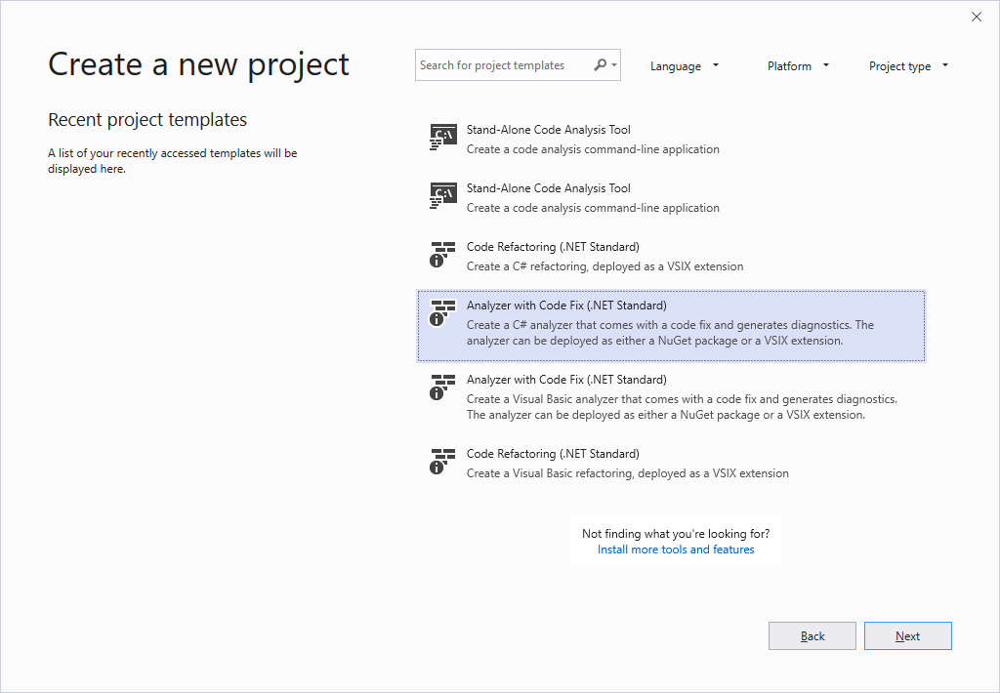 Create a new project
Search for project templates
Language
Platform
Project type
Recent project templates
A list of your recently accessed templates will be
displayed here.
C:\
Stand-Alone Code Analysis Tool
Create a code analysis command-line application
C:\
Stand-Alone Code Analysis Tool
Create a code analysis command-line application
Code Refactoring (.NET Standard)
Create a C# refactoring, deployed as a VSIX extension
Analyzer with Code Fix (.NET Standard)
Create a C# analyzer that comes with a code fix and generates diagnostics. The
analyzer can be deployed as either a NuGet package or a VSIX extension.
Analyzer with Code Fix (.NET Standard)
Create a Visual Basic analyzer that comes with a code fix and generates diagnostics.
The analyzer can be deployed as either a NuGet package or a VSIX extension.
Code Refactoring (.NET Standard)
Create a Visual Basic refactoring, deployed as a VSIX extension
Not finding what you're looking for?
Install more tools and features
Back
Next